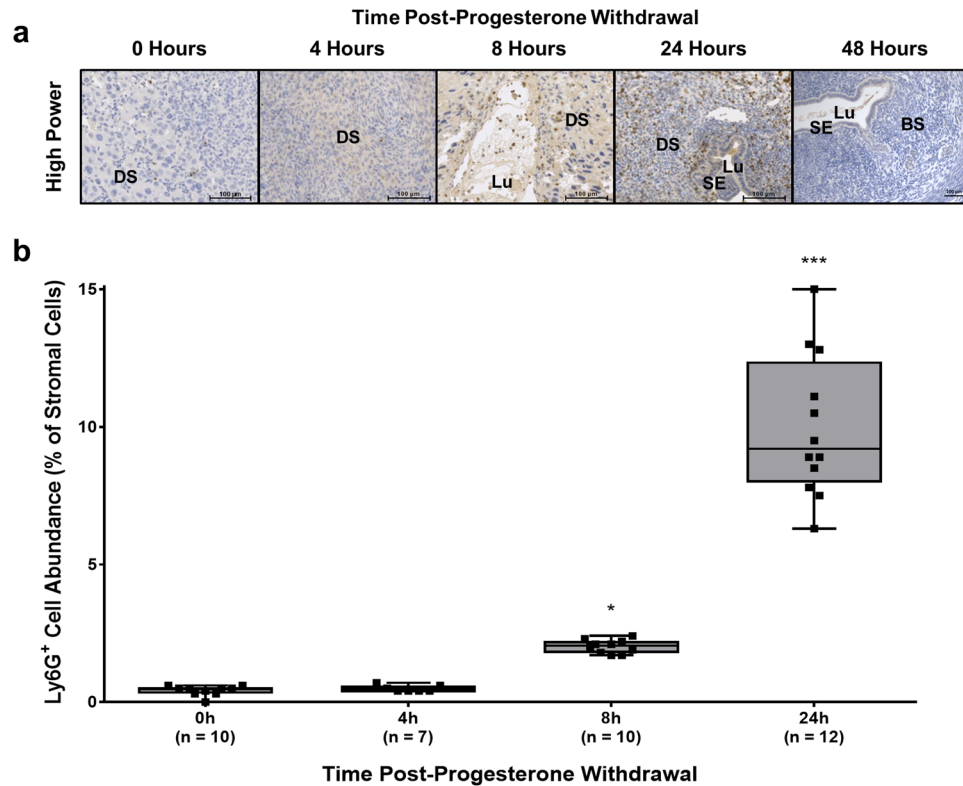 a
Time Post-Progesterone Withdrawal
0 Hours 4 Hours 8 Hours 24 Hours 48 Hours
High Power
DS
100 µm
DS
100 µm
DS
Lu
100 µm
DS
Lu
SE
100 µm
Lu
SE
BS
100 µm
b
Ly6G+ Cell Abundance (% of Stromal Cells)
15
10
5
0
*
***
0h 4h 8h 24h
(n = 10) (n = 7) (n = 10) (n = 12)
Time Post-Progesterone Withdrawal